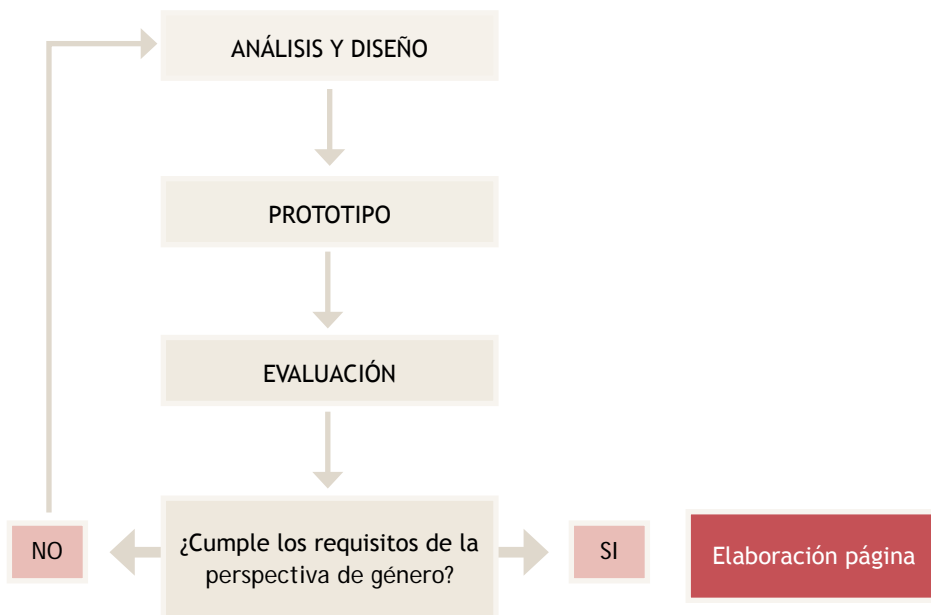 ANÁLISIS Y DISEÑO
PROTOTIPO
EVALUACIÓN
NO
¿Cumple los requisitos de la
perspectiva de género?
SI
Elaboración página